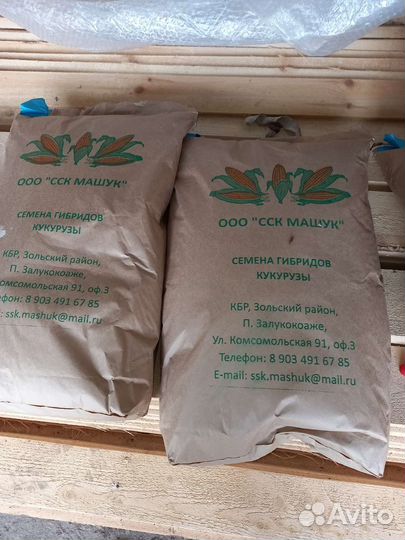 ООО "ССК МАШУК"
СЕМЕНА ГИБРИДОВ
КУКУРУЗЫ
КБР, Зольский район,
П. Залукокоаже,
Комсомольская 91, оф.3
Телефон: 8 903 491 67 85
ssk.mashuk@mail.ru
ООО "ССК МАШУК"
СЕМЕНА ГИБРИДОВ
КУКУРУЗЫ
КБР, Зольский район,
П. Залукокоаже,
Ул. Комсомольская 91, оф.3
Телефон: 8 903 491 67 85
E-mail: ssk.mashuk@mail.ru
Avito